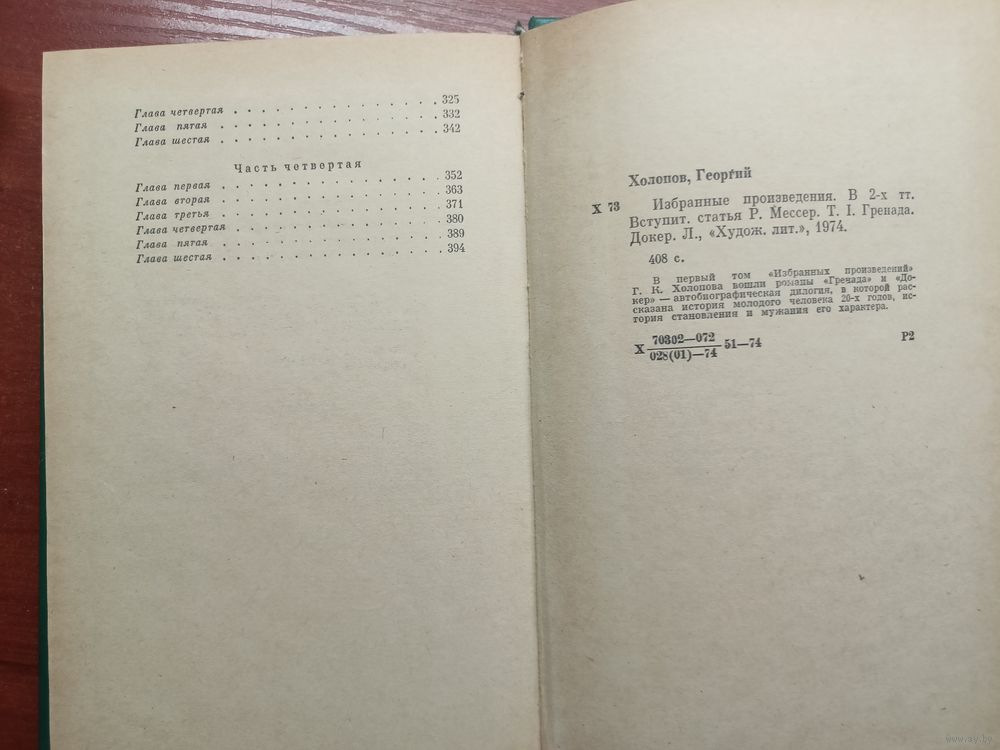 Глава четвертая . . . . . . . . . . . . . . . 325
Глава пятая . . . . . . . . . . . . . . . . 332
Глава шестая . . . . . . . . . . . . . . . . 342
Часть четвертая
Глава первая . . . . . . . . . . . . . . . . 352
Глава вторая . . . . . . . . . . . . . . . . 363
Глава третья . . . . . . . . . . . . . . . . 371
Глава четвертая . . . . . . . . . . . . . . . 380
Глава пятая . . . . . . . . . . . . . . . . 389
Глава шестая . . . . . . . . . . . . . . . . 394
Холопов, Георгий
Х 73 Избранные произведения. В 2-х тт.
Вступит. статья Р. Мессер. Т. I. Гренада.
Докер. Л., «Худож. лит.», 1974.
408 с.
В первый том «Избранных произведений»
Г. К. Холопова вошли романы «Гренада» и «До-
кер» — автобиографическая дилогия, в которой рас-
сказана история молодого человека 20-х годов, ис-
тория становления и мужания его характера.
Х 70302—072
028(01)—74 51—74 Р2
www.ay.by